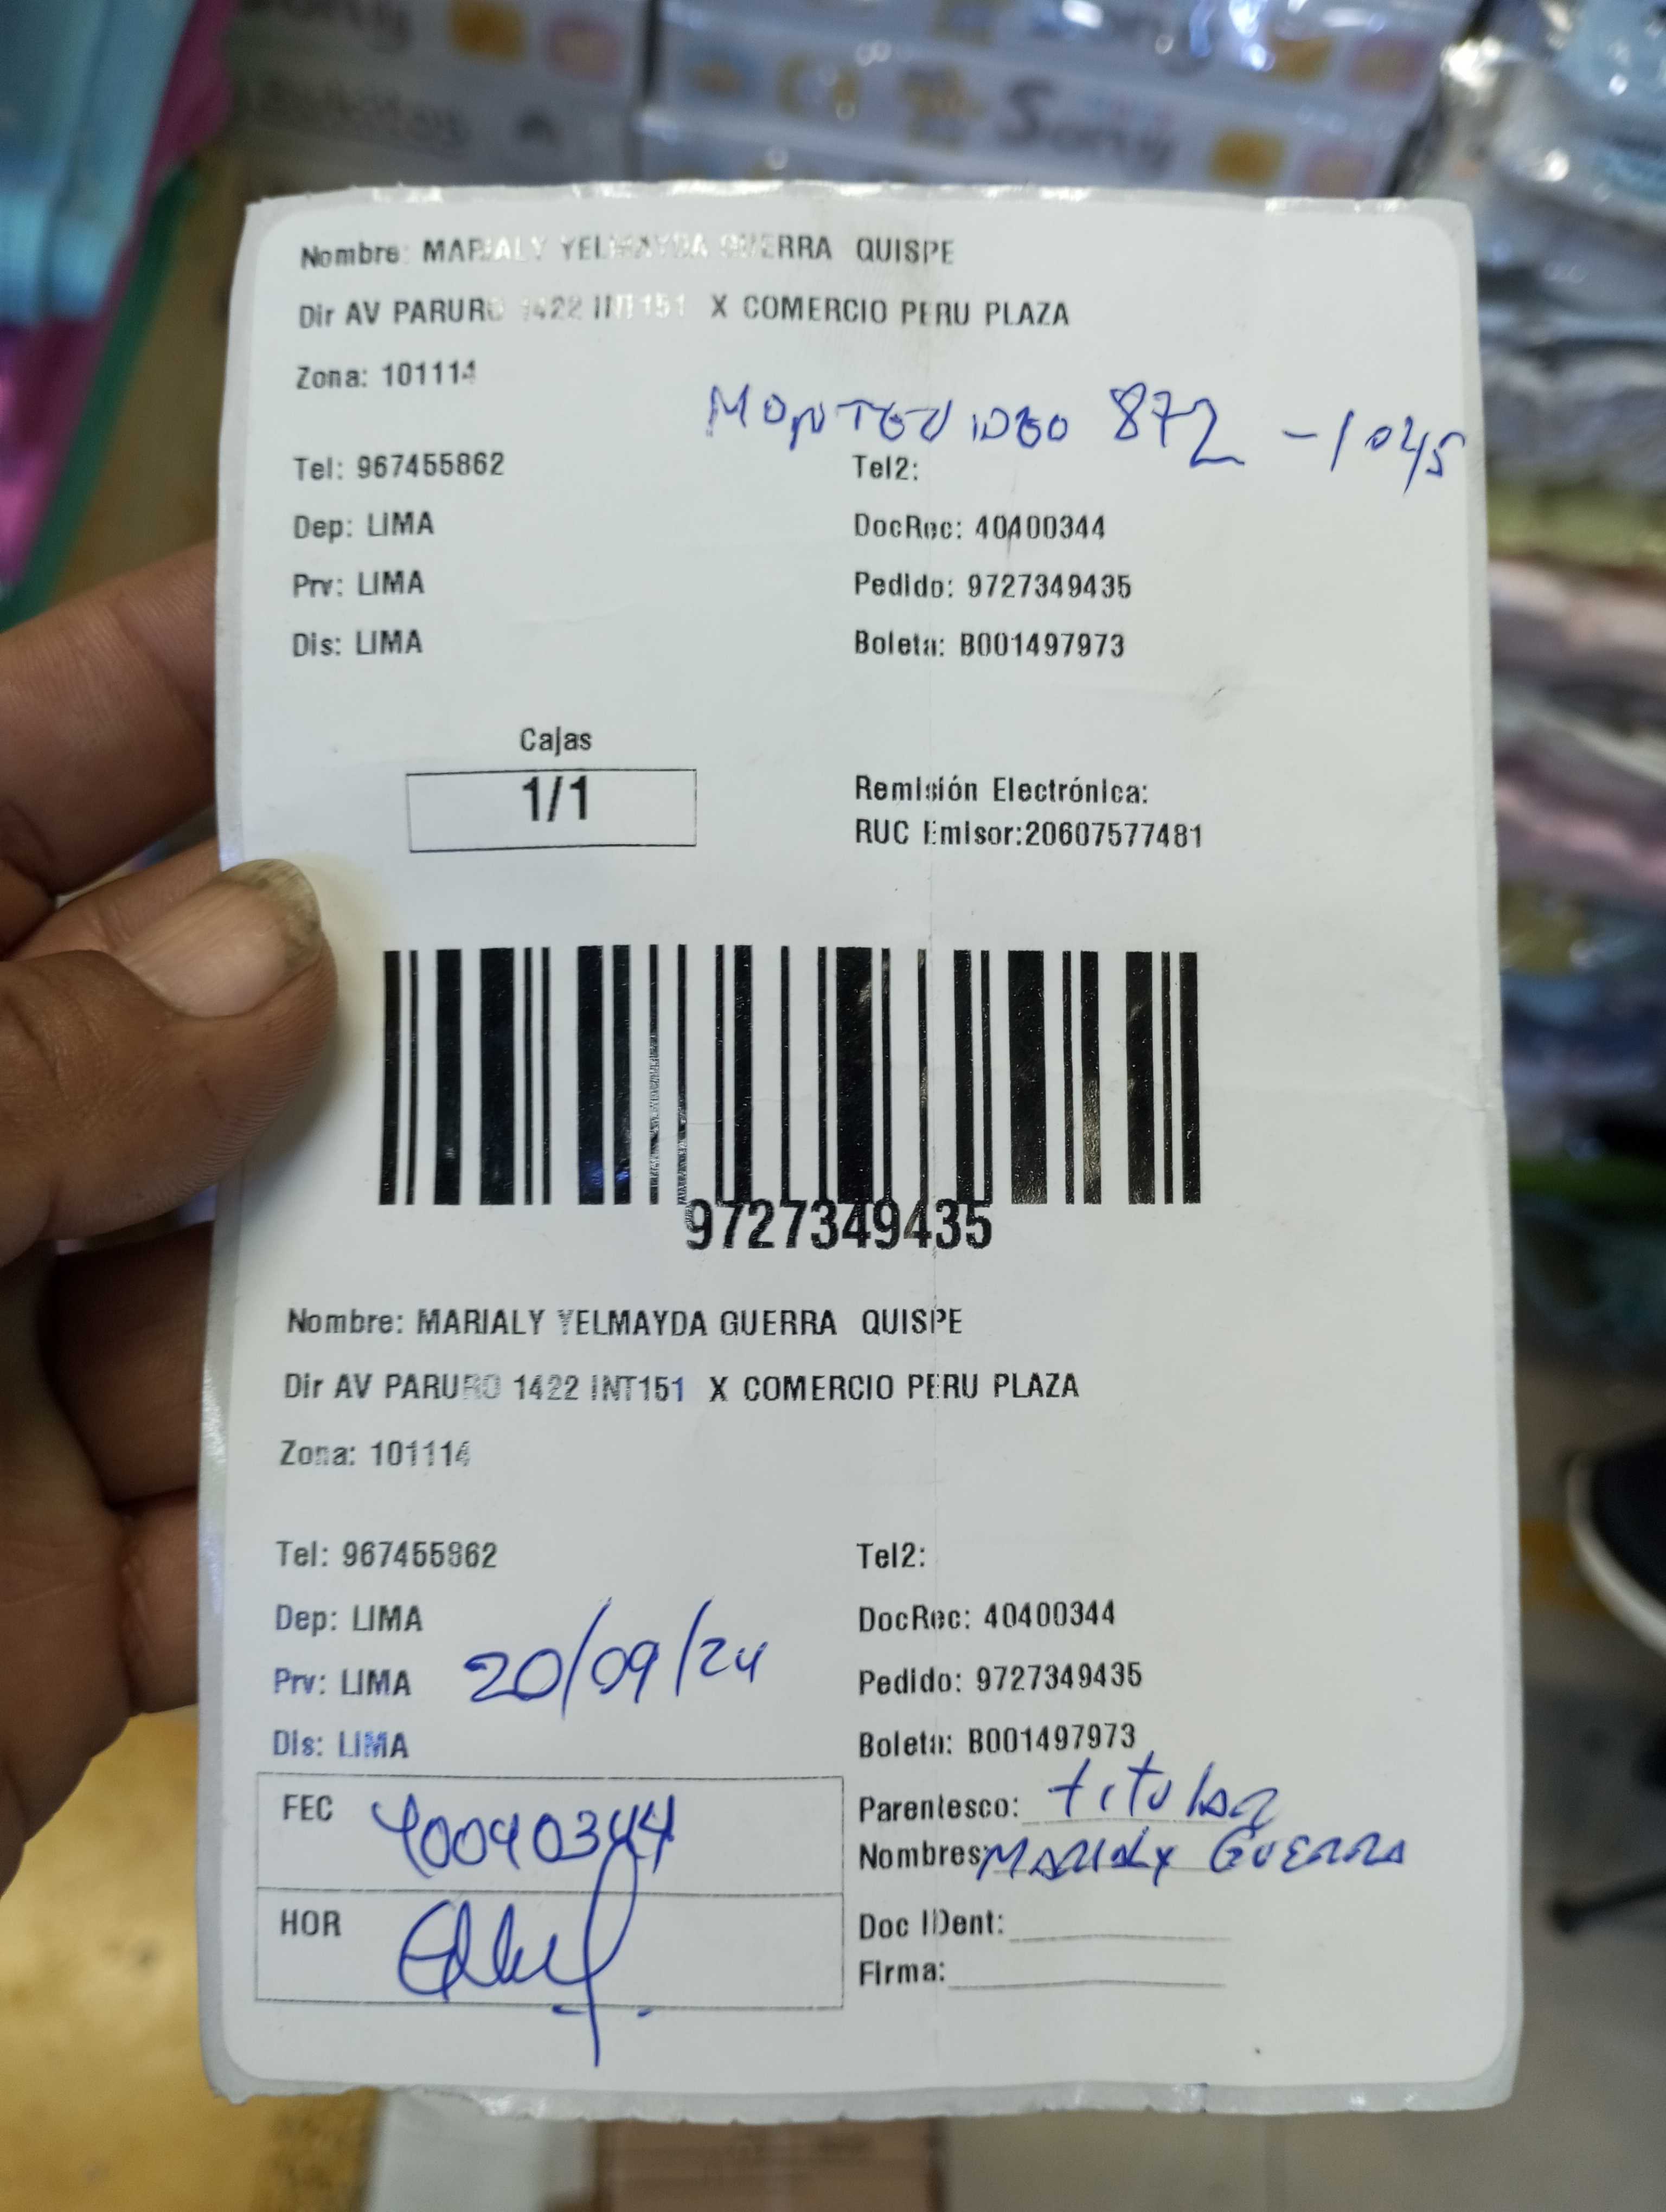 Sony
Sony
Nombre: MARIALY YELMAYDA GUERRA QUISPE
Dir AV PARURO 1422 INT151 X COMERCIO PERU PLAZA
Zona: 101114
MONTEVIDEO 872 - 1045
Tel: 967455862 Tel2:
Dep: LIMA DocRec: 40400344
Prv: LIMA Pedido: 9727349435
Dis: LIMA Boleta: B001497973
Cajas
1/1
Remisión Electrónica:
RUC Emisor:20607577481
9727349435
Nombre: MARIALY YELMAYDA GUERRA QUISPE
Dir AV PARURO 1422 INT151 X COMERCIO PERU PLAZA
Zona: 101114
Tel: 967455862 Tel2:
Dep: LIMA DocRec: 40400344
Prv: LIMA 20/09/24 Pedido: 9727349435
Dis: LIMA Boleta: B001497973
FEC 40040344 Parentesco: titular
Nombres: MARIALY GUERRA
HOR Doc IDent:
Firma: